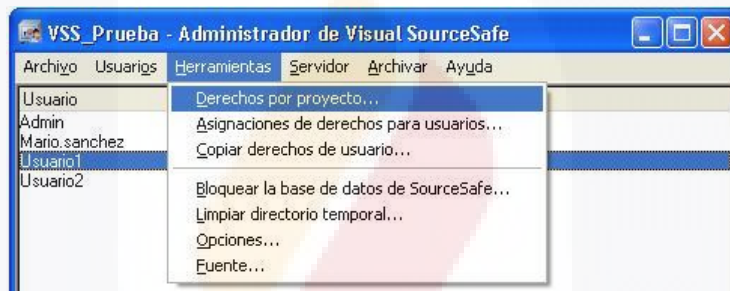 VSS_Prueba - Administrador de Visual SourceSafe
Archivo Usuarios Herramientas Servidor Archivar Ayuda
Usuario
Admin
Mario.sanchez
Usuario1
Usuario2
Derechos por proyecto...
Asignaciones de derechos para usuarios...
Copiar derechos de usuario...
Bloquear la base de datos de SourceSafe...
Limpiar directorio temporal...
Opciones...
Fuente...